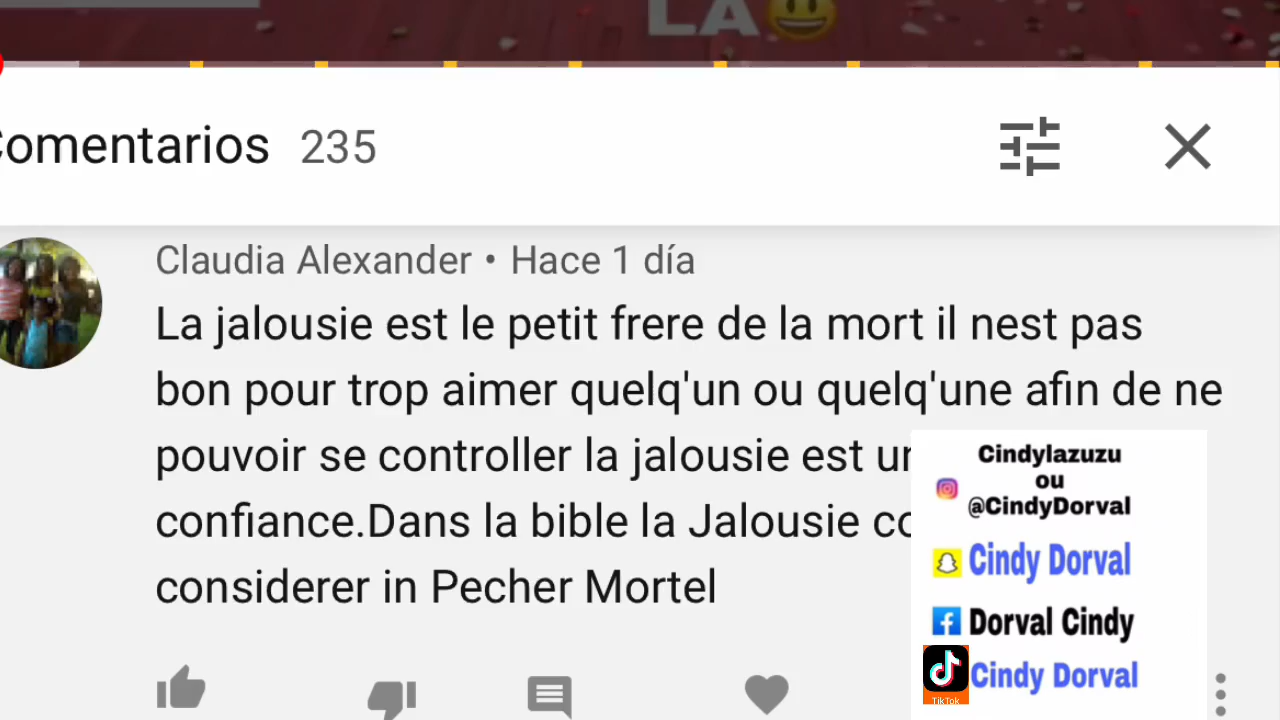 LA
Comentarios 235
Claudia Alexander • Hace 1 día
La jalousie est le petit frere de la mort il nest pas
bon pour trop aimer quelq'un ou quelq'une afin de ne
pouvoir se controller la jalousie est
confiance.Dans la bible la Jalousie
considerer in Pecher Mortel
Cindylazuzu
ou
@CindyDorval
Cindy Dorval
Dorval Cindy
Cindy Dorval
TikTok